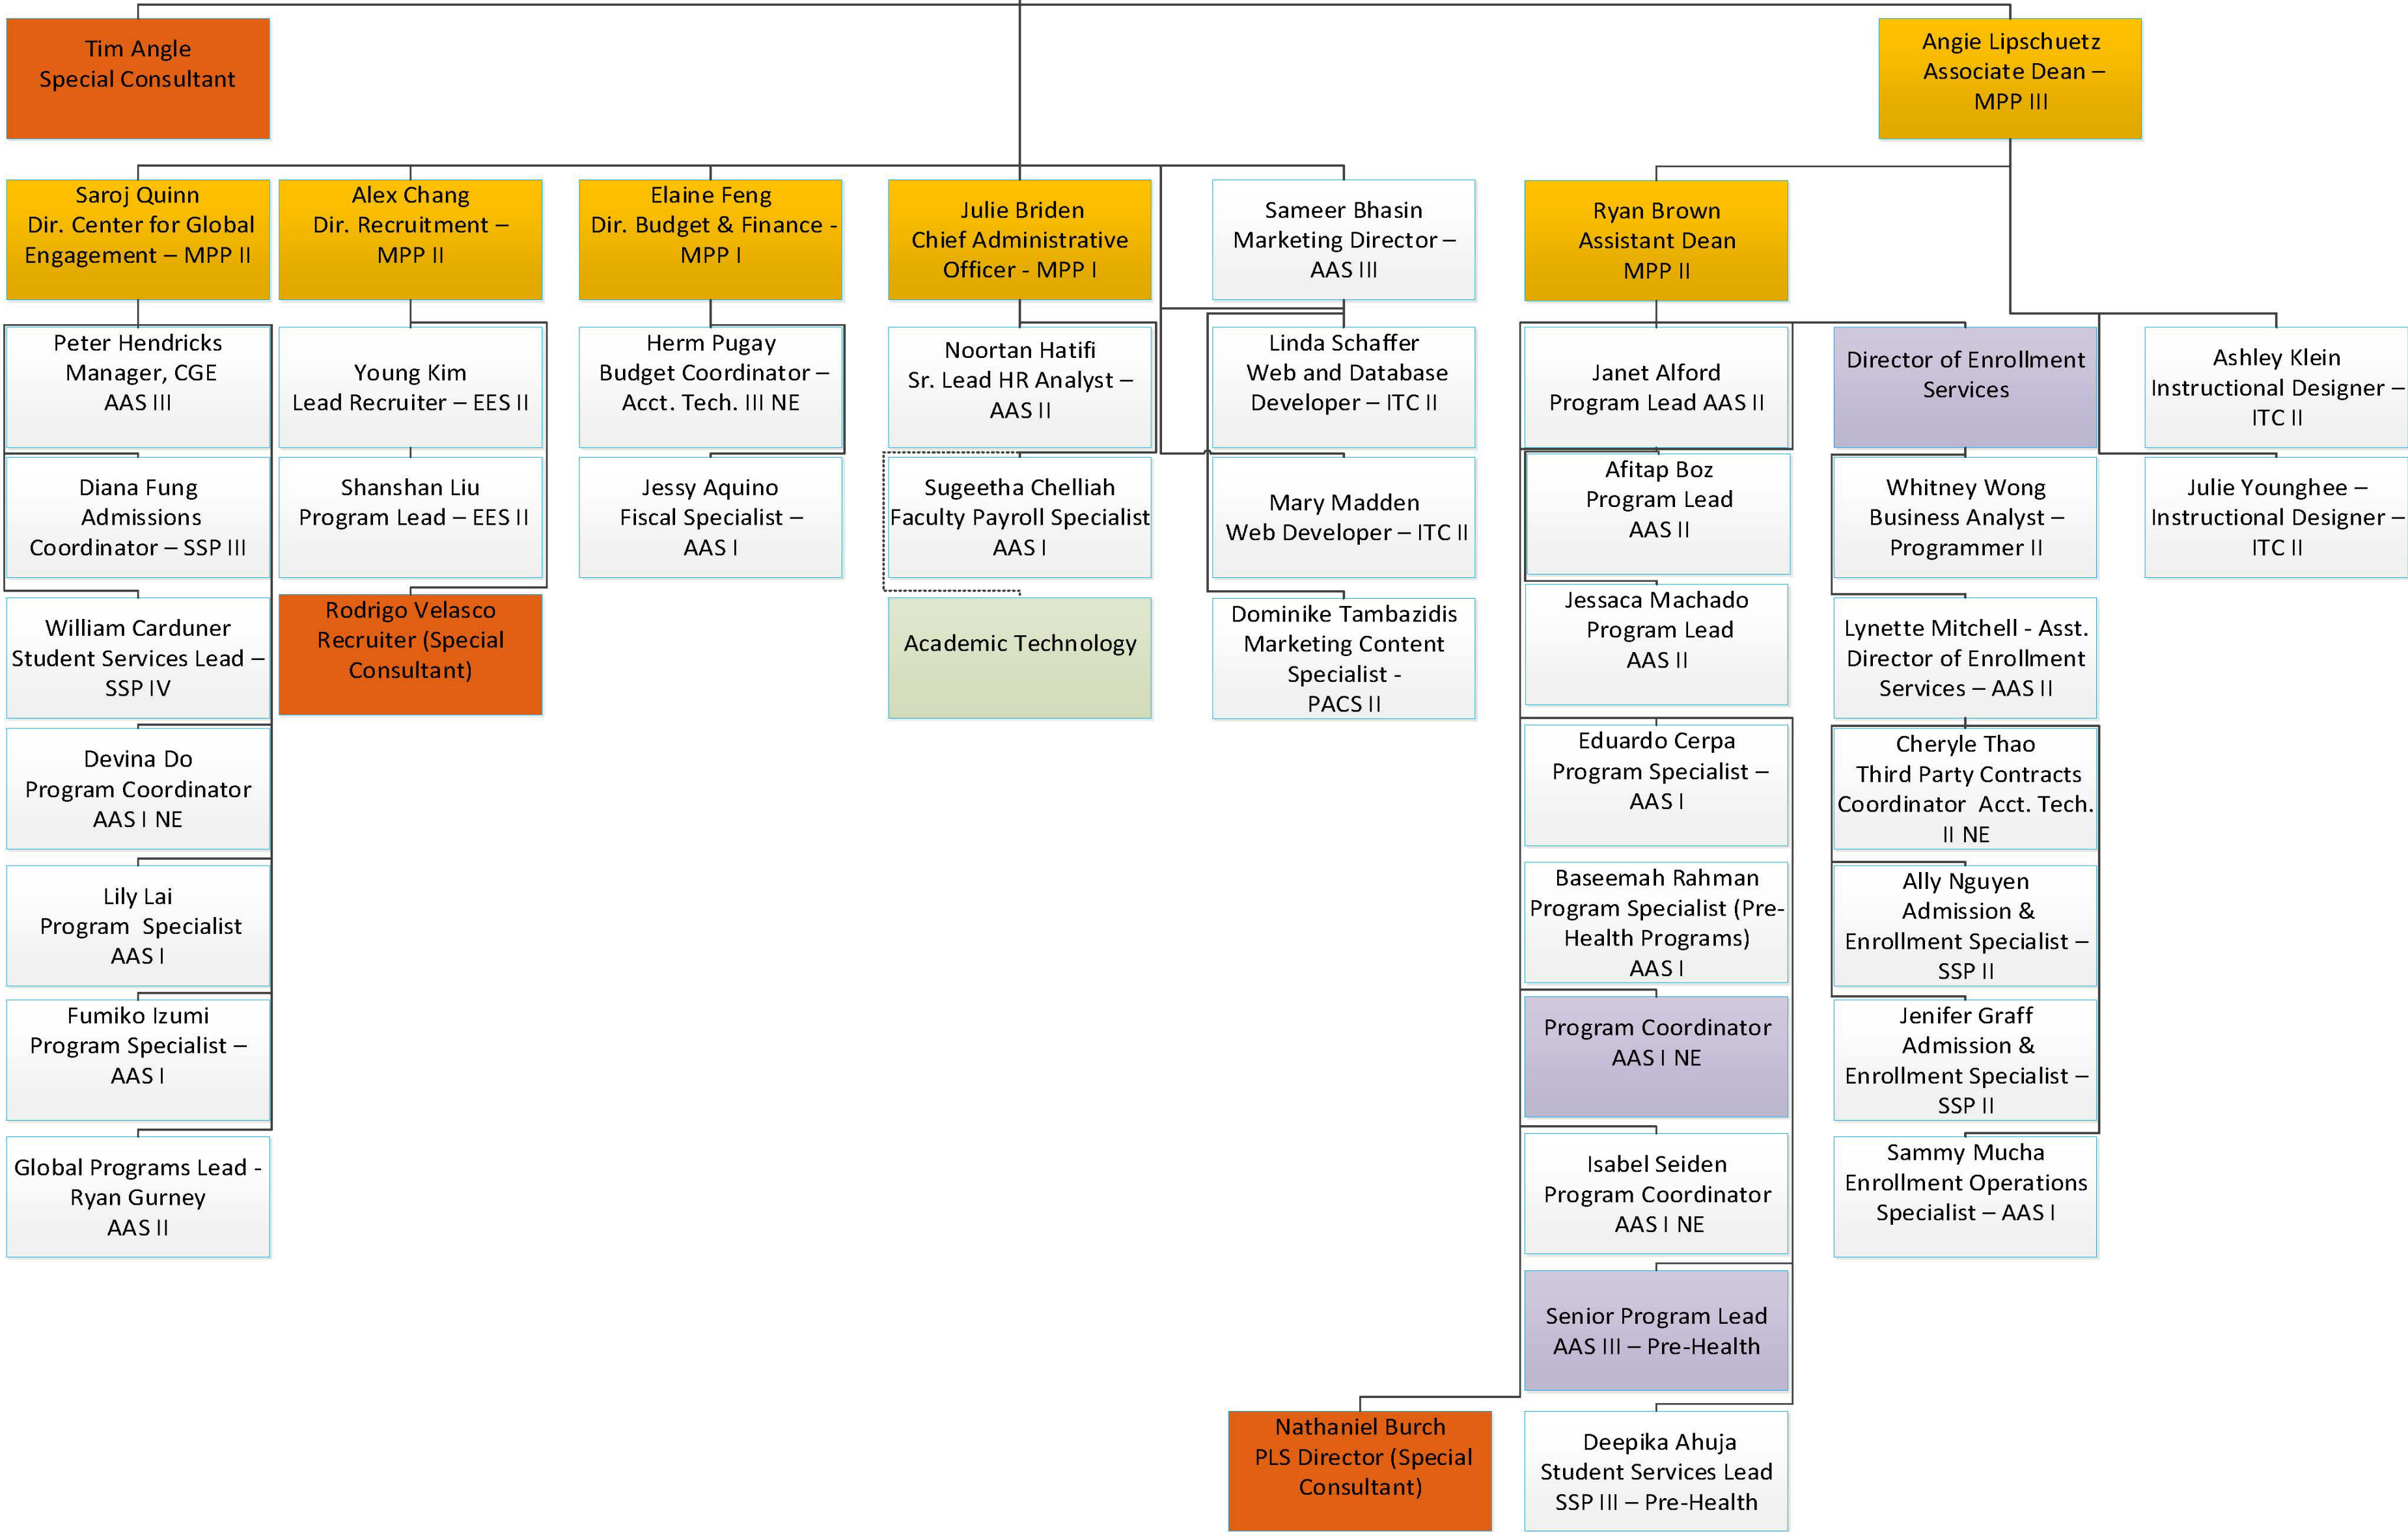 Tim Angle
Special Consultant
Angie Lipschuetz
Associate Dean –
MPP III
Saroj Quinn
Dir. Center for Global
Engagement – MPP II
Alex Chang
Dir. Recruitment –
MPP II
Elaine Feng
Dir. Budget & Finance -
MPP I
Julie Briden
Chief Administrative
Officer - MPP I
Sameer Bhasin
Marketing Director –
AAS III
Ryan Brown
Assistant Dean
MPP II
Peter Hendricks
Manager, CGE
AAS III
Young Kim
Lead Recruiter – EES II
Herm Pugay
Budget Coordinator –
Acct. Tech. III NE
Noortan Hatifi
Sr. Lead HR Analyst –
AAS II
Linda Schaffer
Web and Database
Developer – ITC II
Janet Alford
Program Lead AAS II
Director of Enrollment
Services
Ashley Klein
Instructional Designer –
ITC II
Diana Fung
Admissions
Coordinator – SSP III
Shanshan Liu
Program Lead – EES II
Jessy Aquino
Fiscal Specialist –
AAS I
Sugeetha Chelliah
Faculty Payroll Specialist
AAS I
Mary Madden
Web Developer – ITC II
Afitap Boz
Program Lead
AAS II
Whitney Wong
Business Analyst –
Programmer II
Julie Younghee –
Instructional Designer –
ITC II
William Carduner
Student Services Lead –
SSP IV
Rodrigo Velasco
Recruiter (Special
Consultant)
Academic Technology
Dominike Tambazidis
Marketing Content
Specialist -
PACS II
Jessaca Machado
Program Lead
AAS II
Lynette Mitchell - Asst.
Director of Enrollment
Services – AAS II
Devina Do
Program Coordinator
AAS I NE
Eduardo Cerpa
Program Specialist –
AAS I
Cheryle Thao
Third Party Contracts
Coordinator Acct. Tech.
II NE
Lily Lai
Program Specialist
AAS I
Baseemah Rahman
Program Specialist (Pre-
Health Programs)
AAS I
Ally Nguyen
Admission &
Enrollment Specialist –
SSP II
Fumiko Izumi
Program Specialist –
AAS I
Program Coordinator
AAS I NE
Jenifer Graff
Admission &
Enrollment Specialist –
SSP II
Global Programs Lead -
Ryan Gurney
AAS II
Isabel Seiden
Program Coordinator
AAS I NE
Sammy Mucha
Enrollment Operations
Specialist – AAS I
Senior Program Lead
AAS III – Pre-Health
Nathaniel Burch
PLS Director (Special
Consultant)
Deepika Ahuja
Student Services Lead
SSP III – Pre-Health